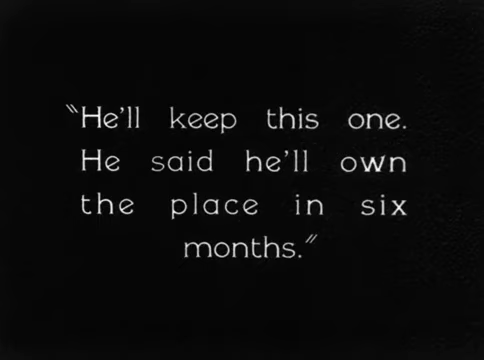 "He'll keep this one.
He said he'll own
the place in six
months."